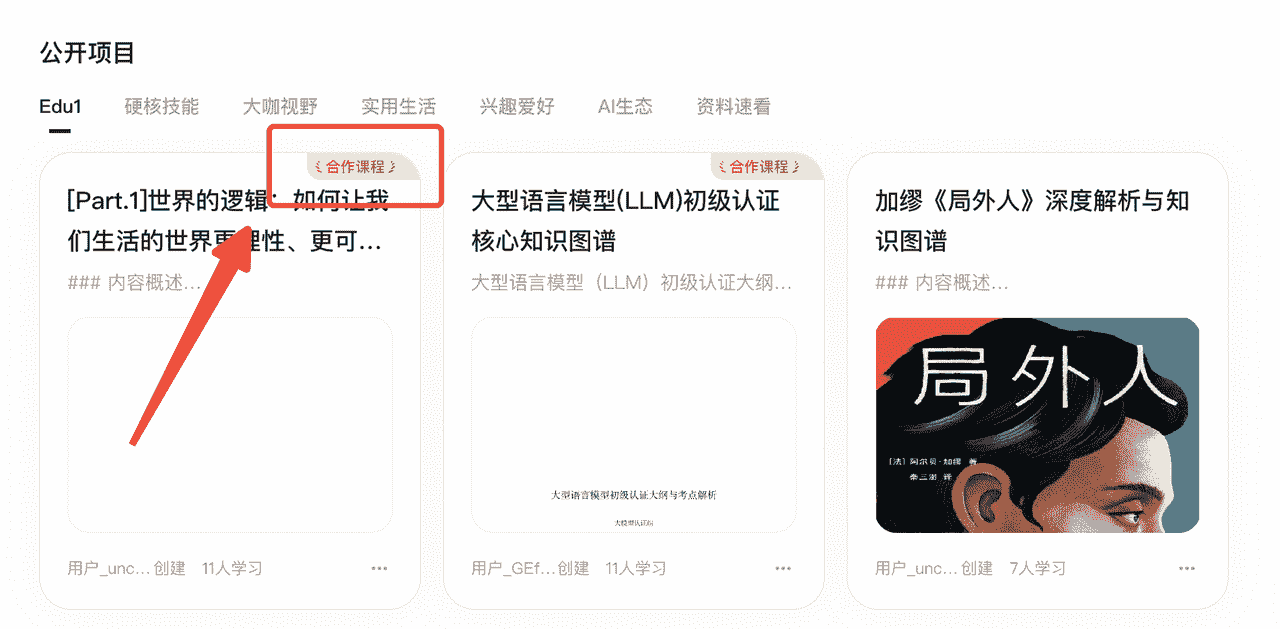 公开项目
Edu1
硬核技能
大咖视野
实用生活
兴趣爱好
AI生态
资料速看
合作课程
[Part.1]世界的逻辑：如何让我
们生活的世界更理性、更可...
### 内容概述...
用户_unc... 创建 11人学习
合作课程
大型语言模型(LLM)初级认证
核心知识图谱
大型语言模型（LLM）初级认证大纲...
大型语言模型初级认证大纲与考点解析
用户_GEf... 创建 11人学习
加缪《局外人》深度解析与知
识图谱
### 内容概述...
局外人
[法] 阿尔贝·加缪 著
用户_unc... 创建 7人学习